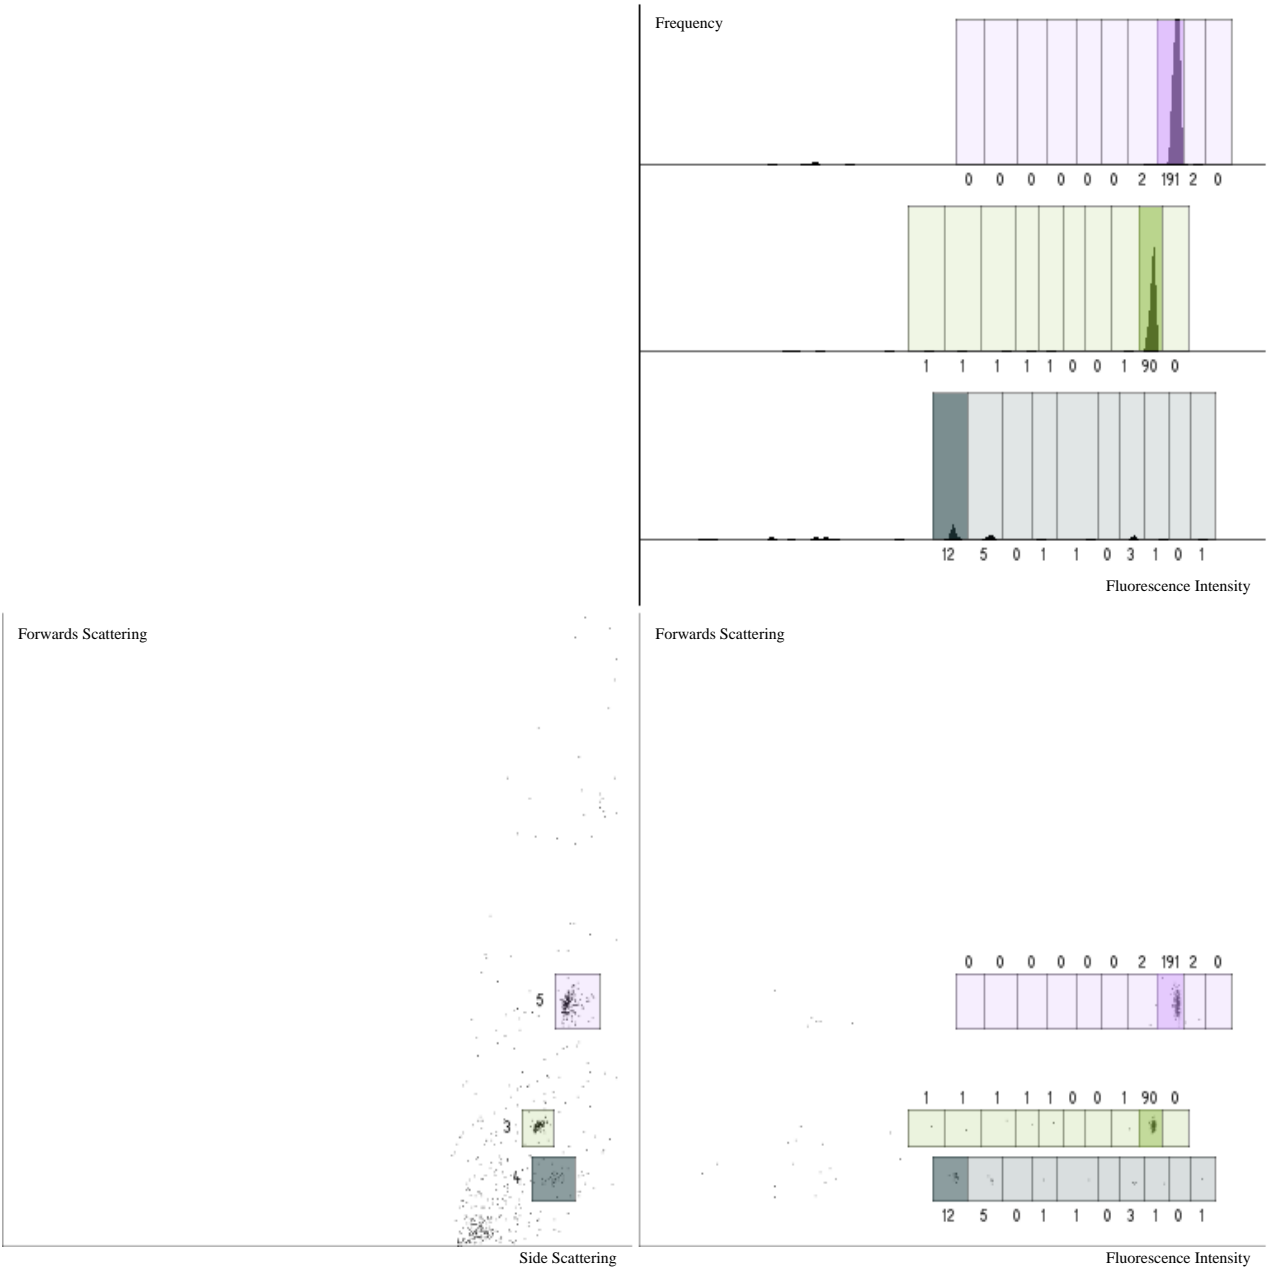 Frequency
0 0 0 0 0 0 2 191 2 0
1 1 1 1 1 0 0 1 90 0
12 5 0 1 1 0 3 1 0 1
Fluorescence Intensity
Forwards Scattering
5
3
4
Side Scattering
Forwards Scattering
0 0 0 0 0 0 2 191 2 0
1 1 1 1 1 0 0 1 90 0
12 5 0 1 1 0 3 1 0 1
Fluorescence Intensity